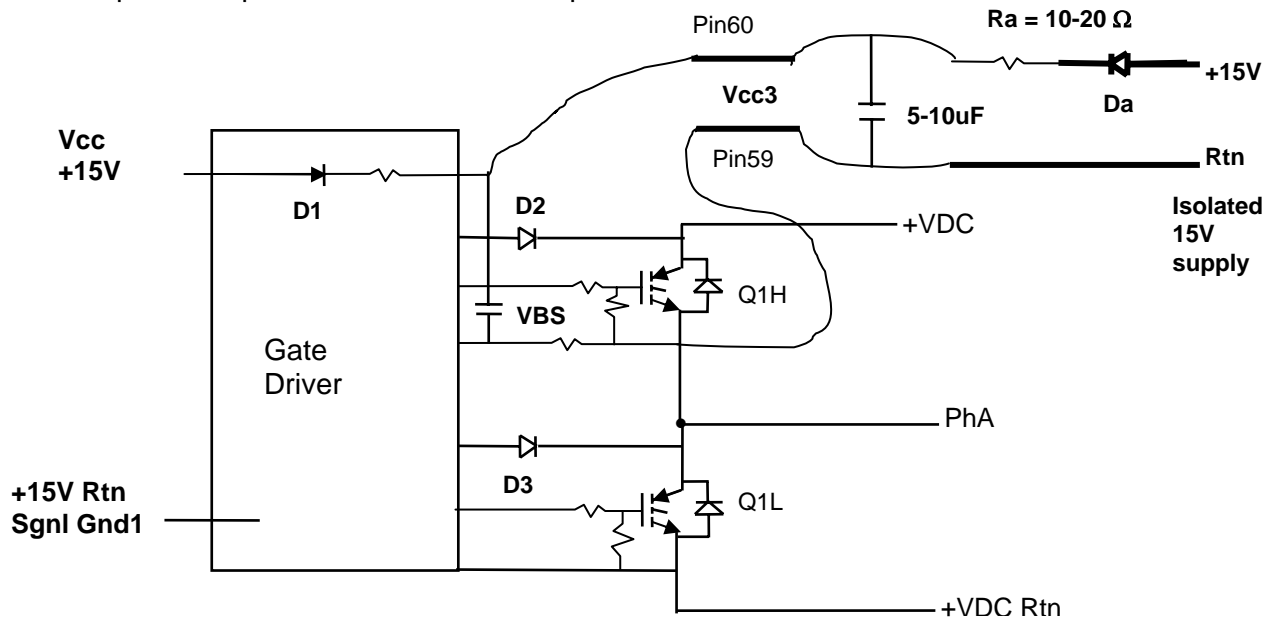 Pin60
Ra = 10-20 Ω
+15V
Vcc3
Da
5-10uF
Vcc
+15V
Pin59
Rtn
D1
D2
Isolated
15V
supply
+VDC
Q1H
VBS
Gate
Driver
PhA
D3
+15V Rtn
Sgnl Gnd1
Q1L
+VDC Rtn